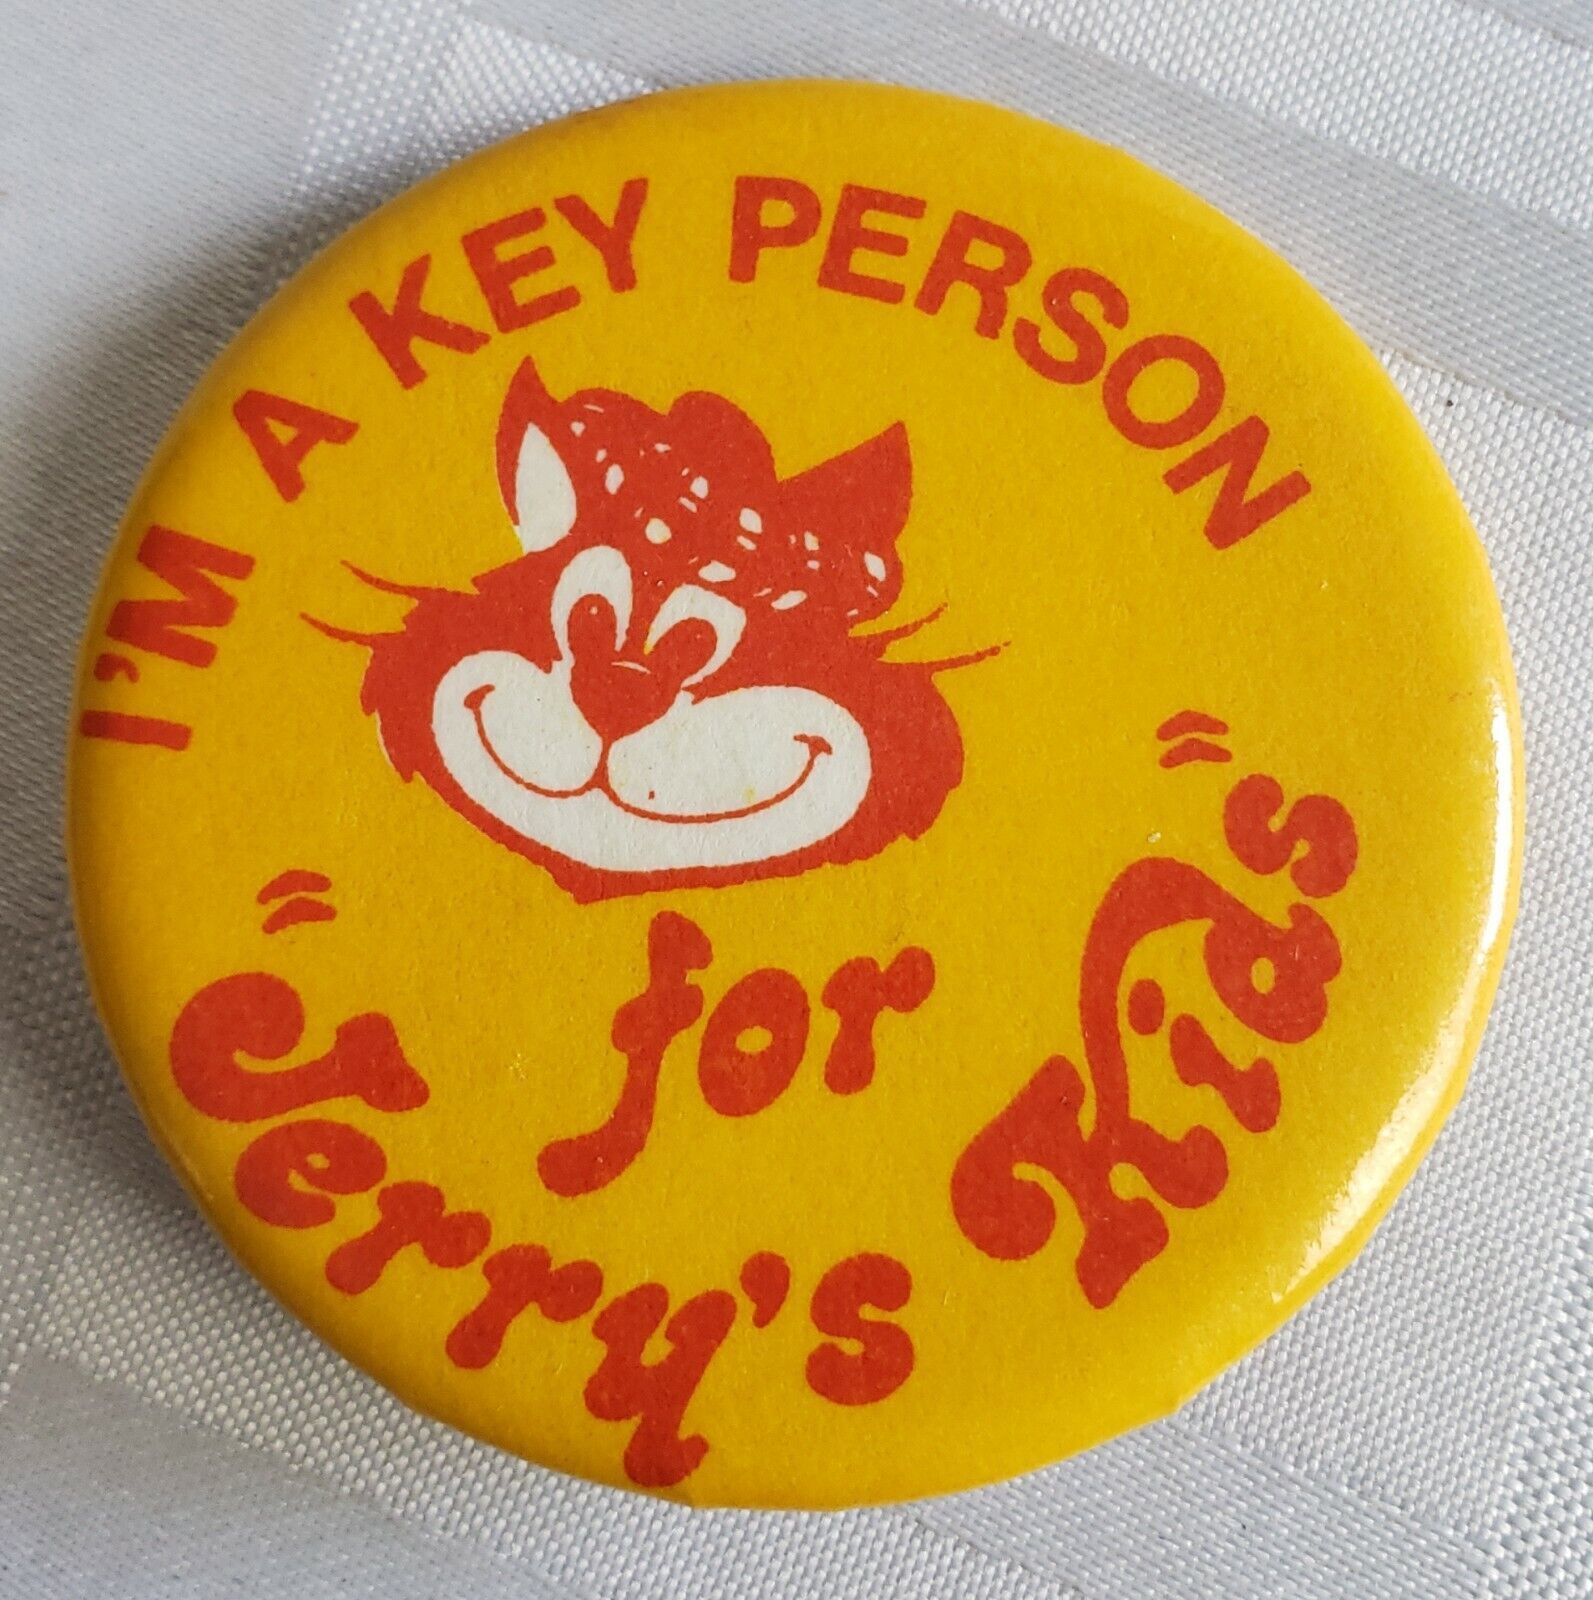 I'M A KEY PERSON
for
"Jerry's Kids"